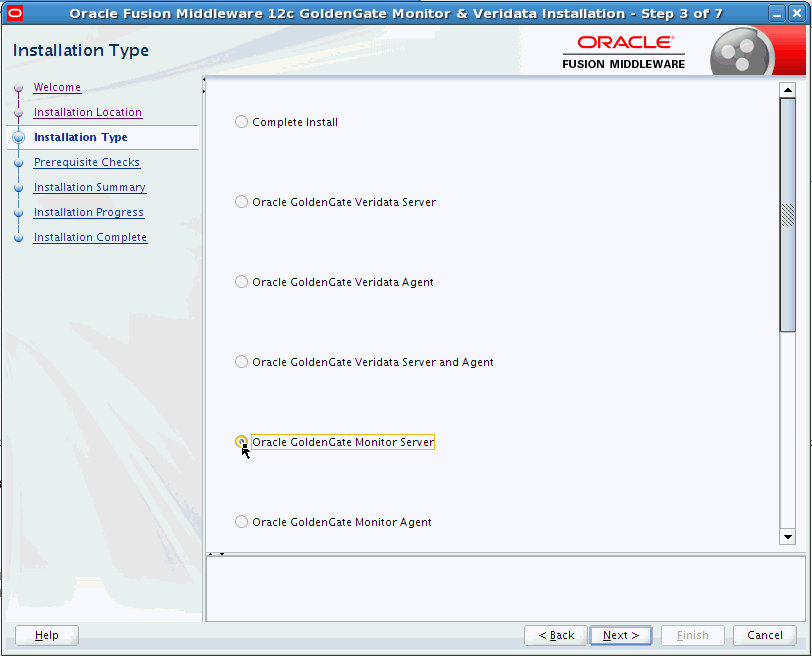 Oracle Fusion Middleware 12c GoldenGate Monitor & Veridata Installation - Step 3 of 7
Installation Type
ORACLE
FUSION MIDDLEWARE
Welcome
Installation Location
Installation Type
Prerequisite Checks
Installation Summary
Installation Progress
Installation Complete
Complete Install
Oracle GoldenGate Veridata Server
Oracle GoldenGate Veridata Agent
Oracle GoldenGate Veridata Server and Agent
Oracle GoldenGate Monitor Server
Oracle GoldenGate Monitor Agent
Help
< Back
Next >
Finish
Cancel